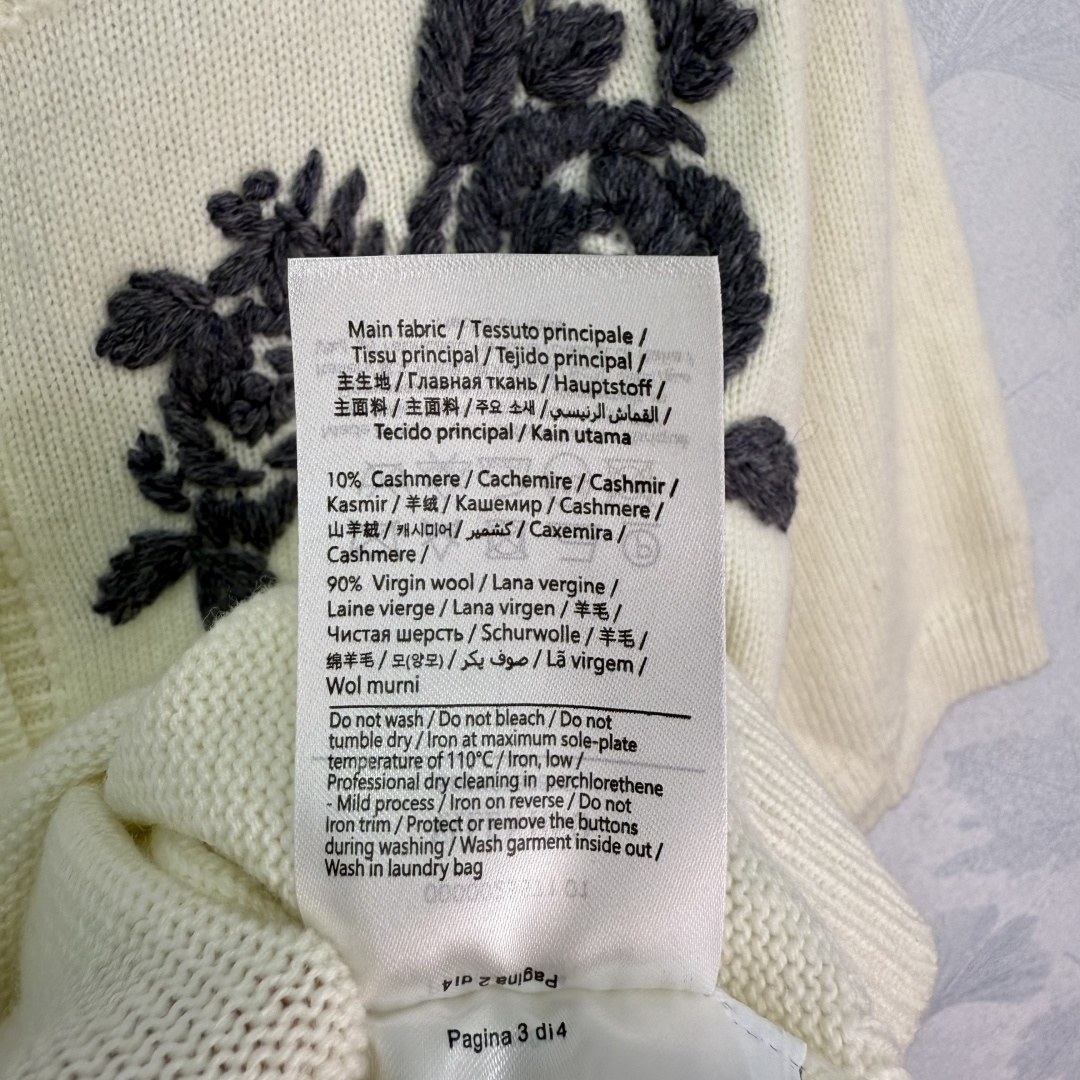 Main fabric / Tessuto principale /
Tissu principal / Tejido principal /
主生地 / Главная ткань / Hauptstoff /
主面料 / 主面料 / 주요 소새 / القماش الرئيسي /
Tecido principal / Kain utama
10% Cashmere / Cachemire / Cashmir /
Kasmir / 羊绒 / Кашемир / Cashmere /
山羊絨 / 캐시미어 / كشمير / Caxemira /
Cashmere /
90% Virgin wool / Lana vergine /
Laine vierge / Lana virgen / 羊毛 /
Чистая шерсть / Schurwolle / 羊毛 /
绵羊毛 / 모(양모) / صوف بكر / Lã virgem /
Wol murni
Do not wash / Do not bleach / Do not
tumble dry / Iron at maximum sole-plate
temperature of 110°C / Iron, low /
Professional dry cleaning in perchlorethene
- Mild process / Iron on reverse / Do not
Iron trim / Protect or remove the buttons
during washing / Wash garment inside out /
Wash in laundry bag
Pagina 2 di4
Pagina 3 di4